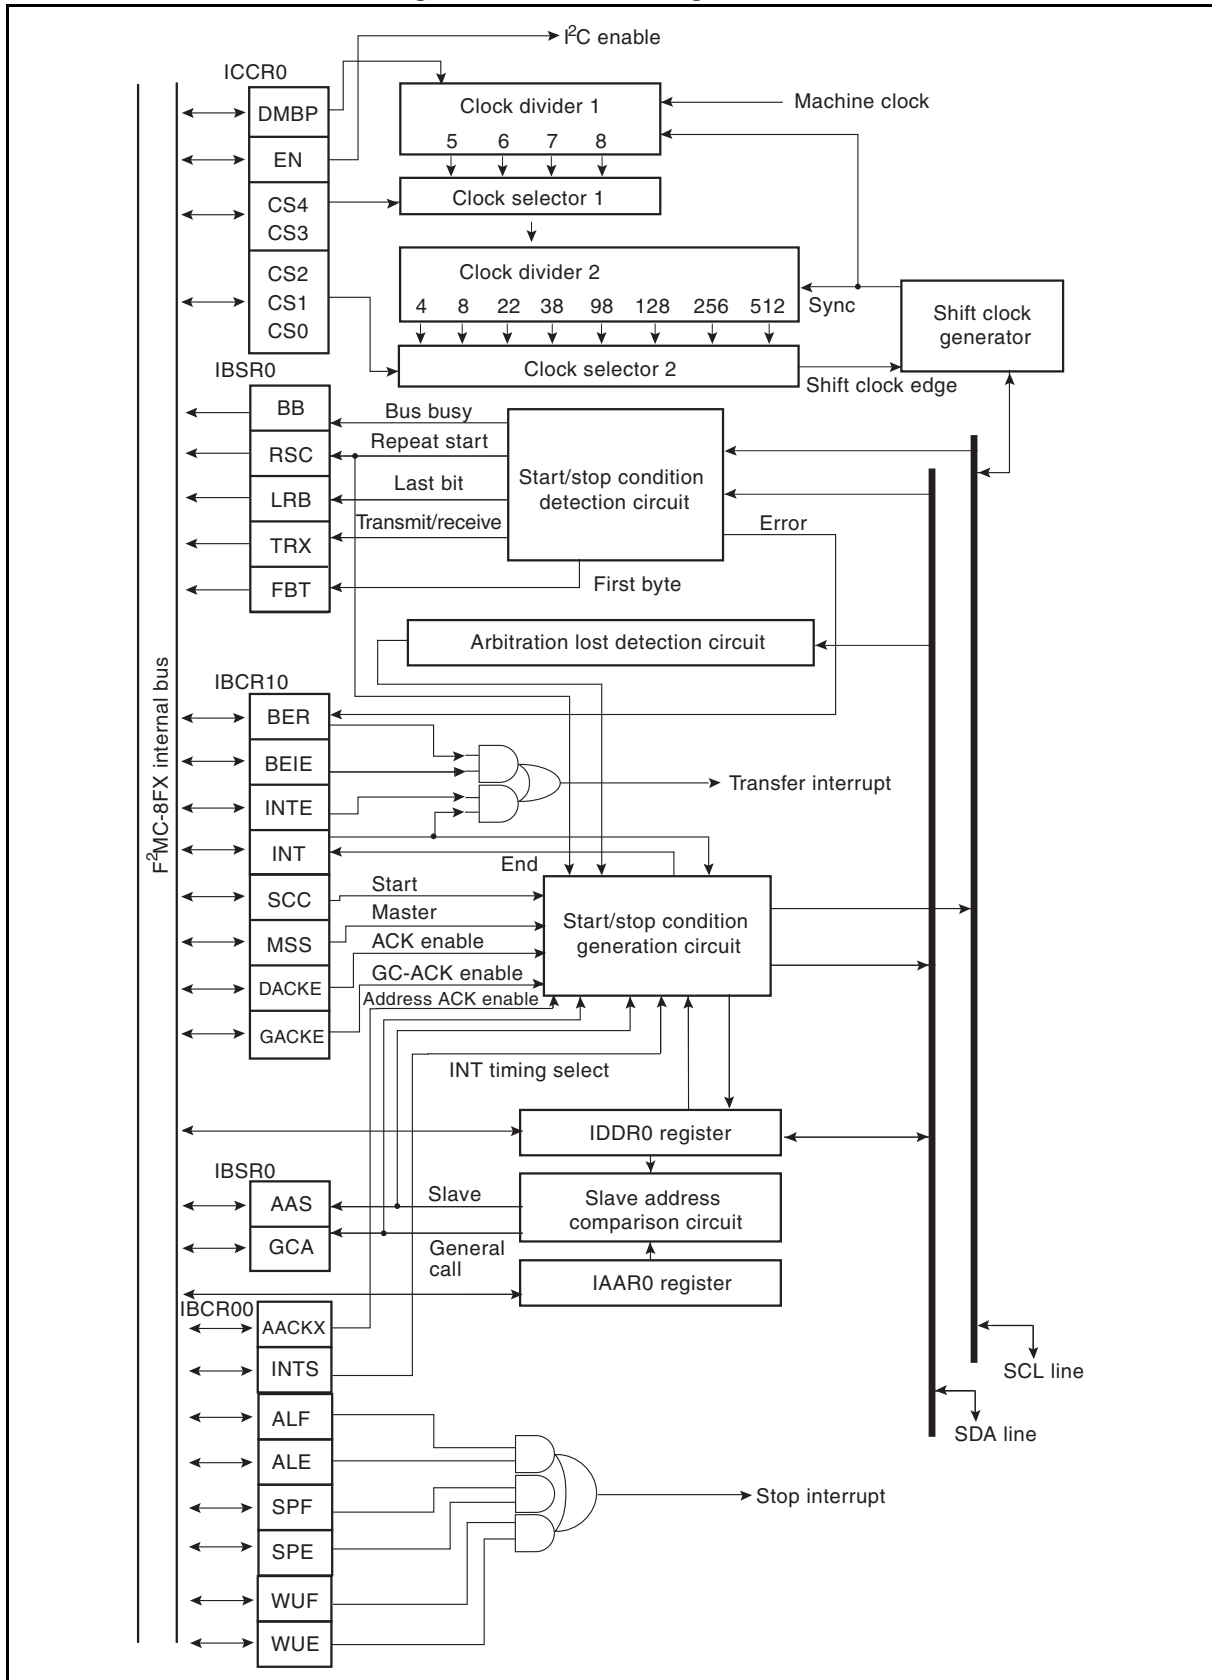 I²C enable
ICCR0
DMBP
EN
CS4
CS3
CS2
CS1
CS0
Clock divider 1
5 6 7 8
Machine clock
Clock selector 1
Clock divider 2
4 8 22 38 98 128 256 512
Sync
Shift clock
generator
Clock selector 2
Shift clock edge
IBSR0
BB
RSC
LRB
TRX
FBT
Bus busy
Repeat start
Last bit
Transmit/receive
First byte
Start/stop condition
detection circuit
Error
Arbitration lost detection circuit
F²MC-8FX internal bus
IBCR10
BER
BEIE
INTE
INT
SCC
MSS
DACKE
GACKE
Transfer interrupt
End
Start
Master
ACK enable
GC-ACK enable
Address ACK enable
Start/stop condition
generation circuit
INT timing select
IDDR0 register
IBSR0
AAS
GCA
Slave
General
call
Slave address
comparison circuit
IAAR0 register
IBCR00
AACKX
INTS
ALF
ALE
SPF
SPE
WUF
WUE
SCL line
SDA line
Stop interrupt